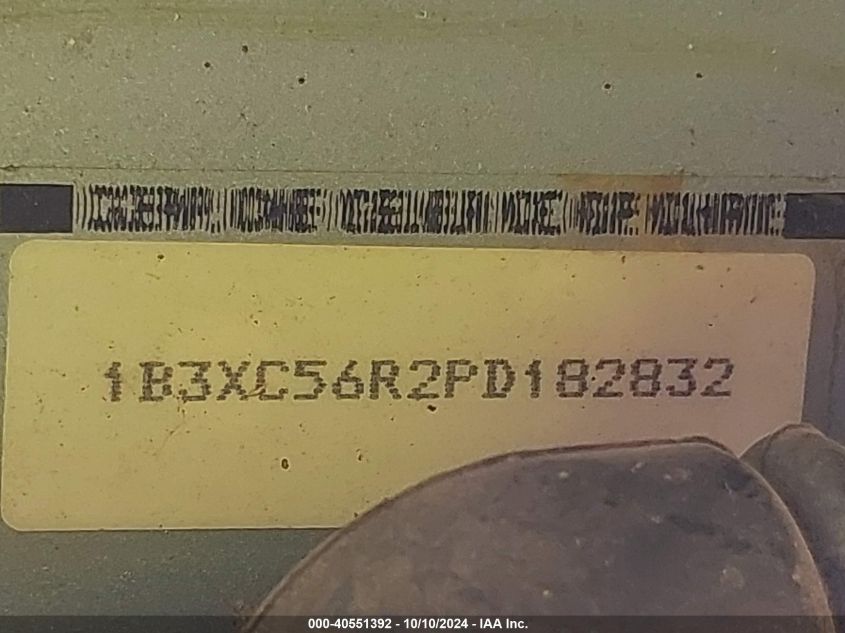 1B3XC56R2PD182832
000-40551392 - 10/10/2024 - IAA Inc.